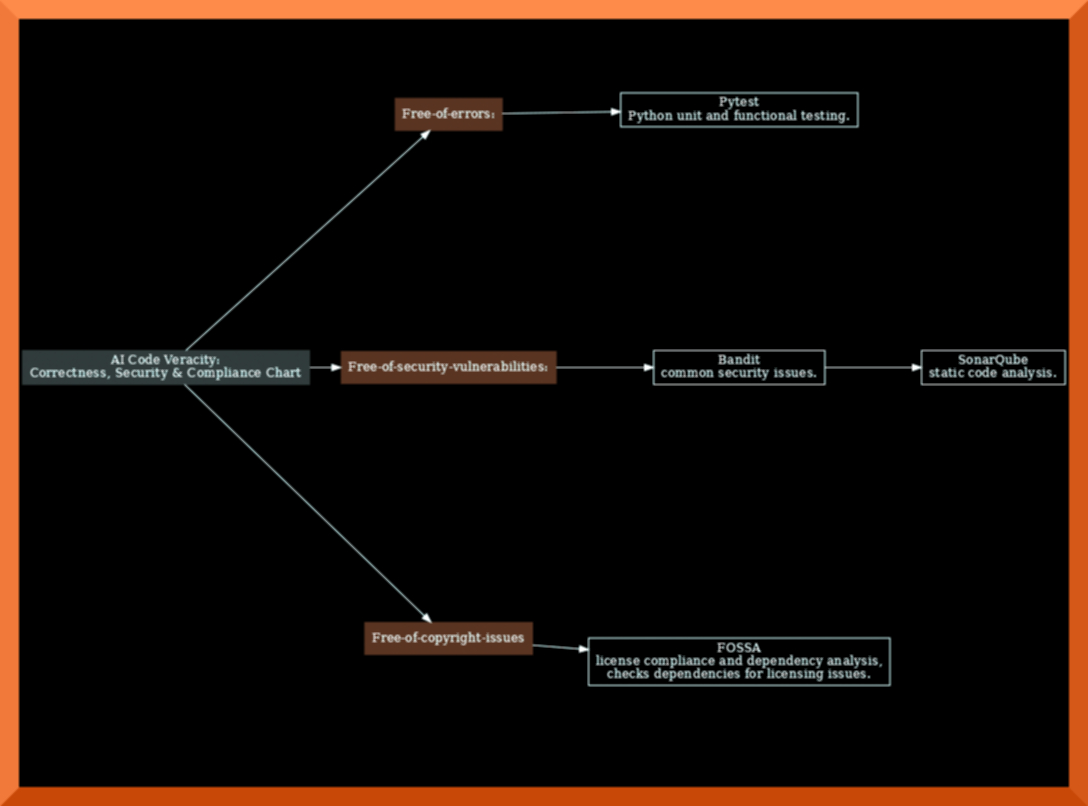 Free-of-errors:
Pytest
Python unit and functional testing.
AI Code Veracity:
Correctness, Security & Compliance Chart
Free-of-security-vulnerabilities:
Bandit
common security issues.
SonarQube
static code analysis.
Free-of-copyright-issues
FOSSA
license compliance and dependency analysis,
checks dependencies for licensing issues.